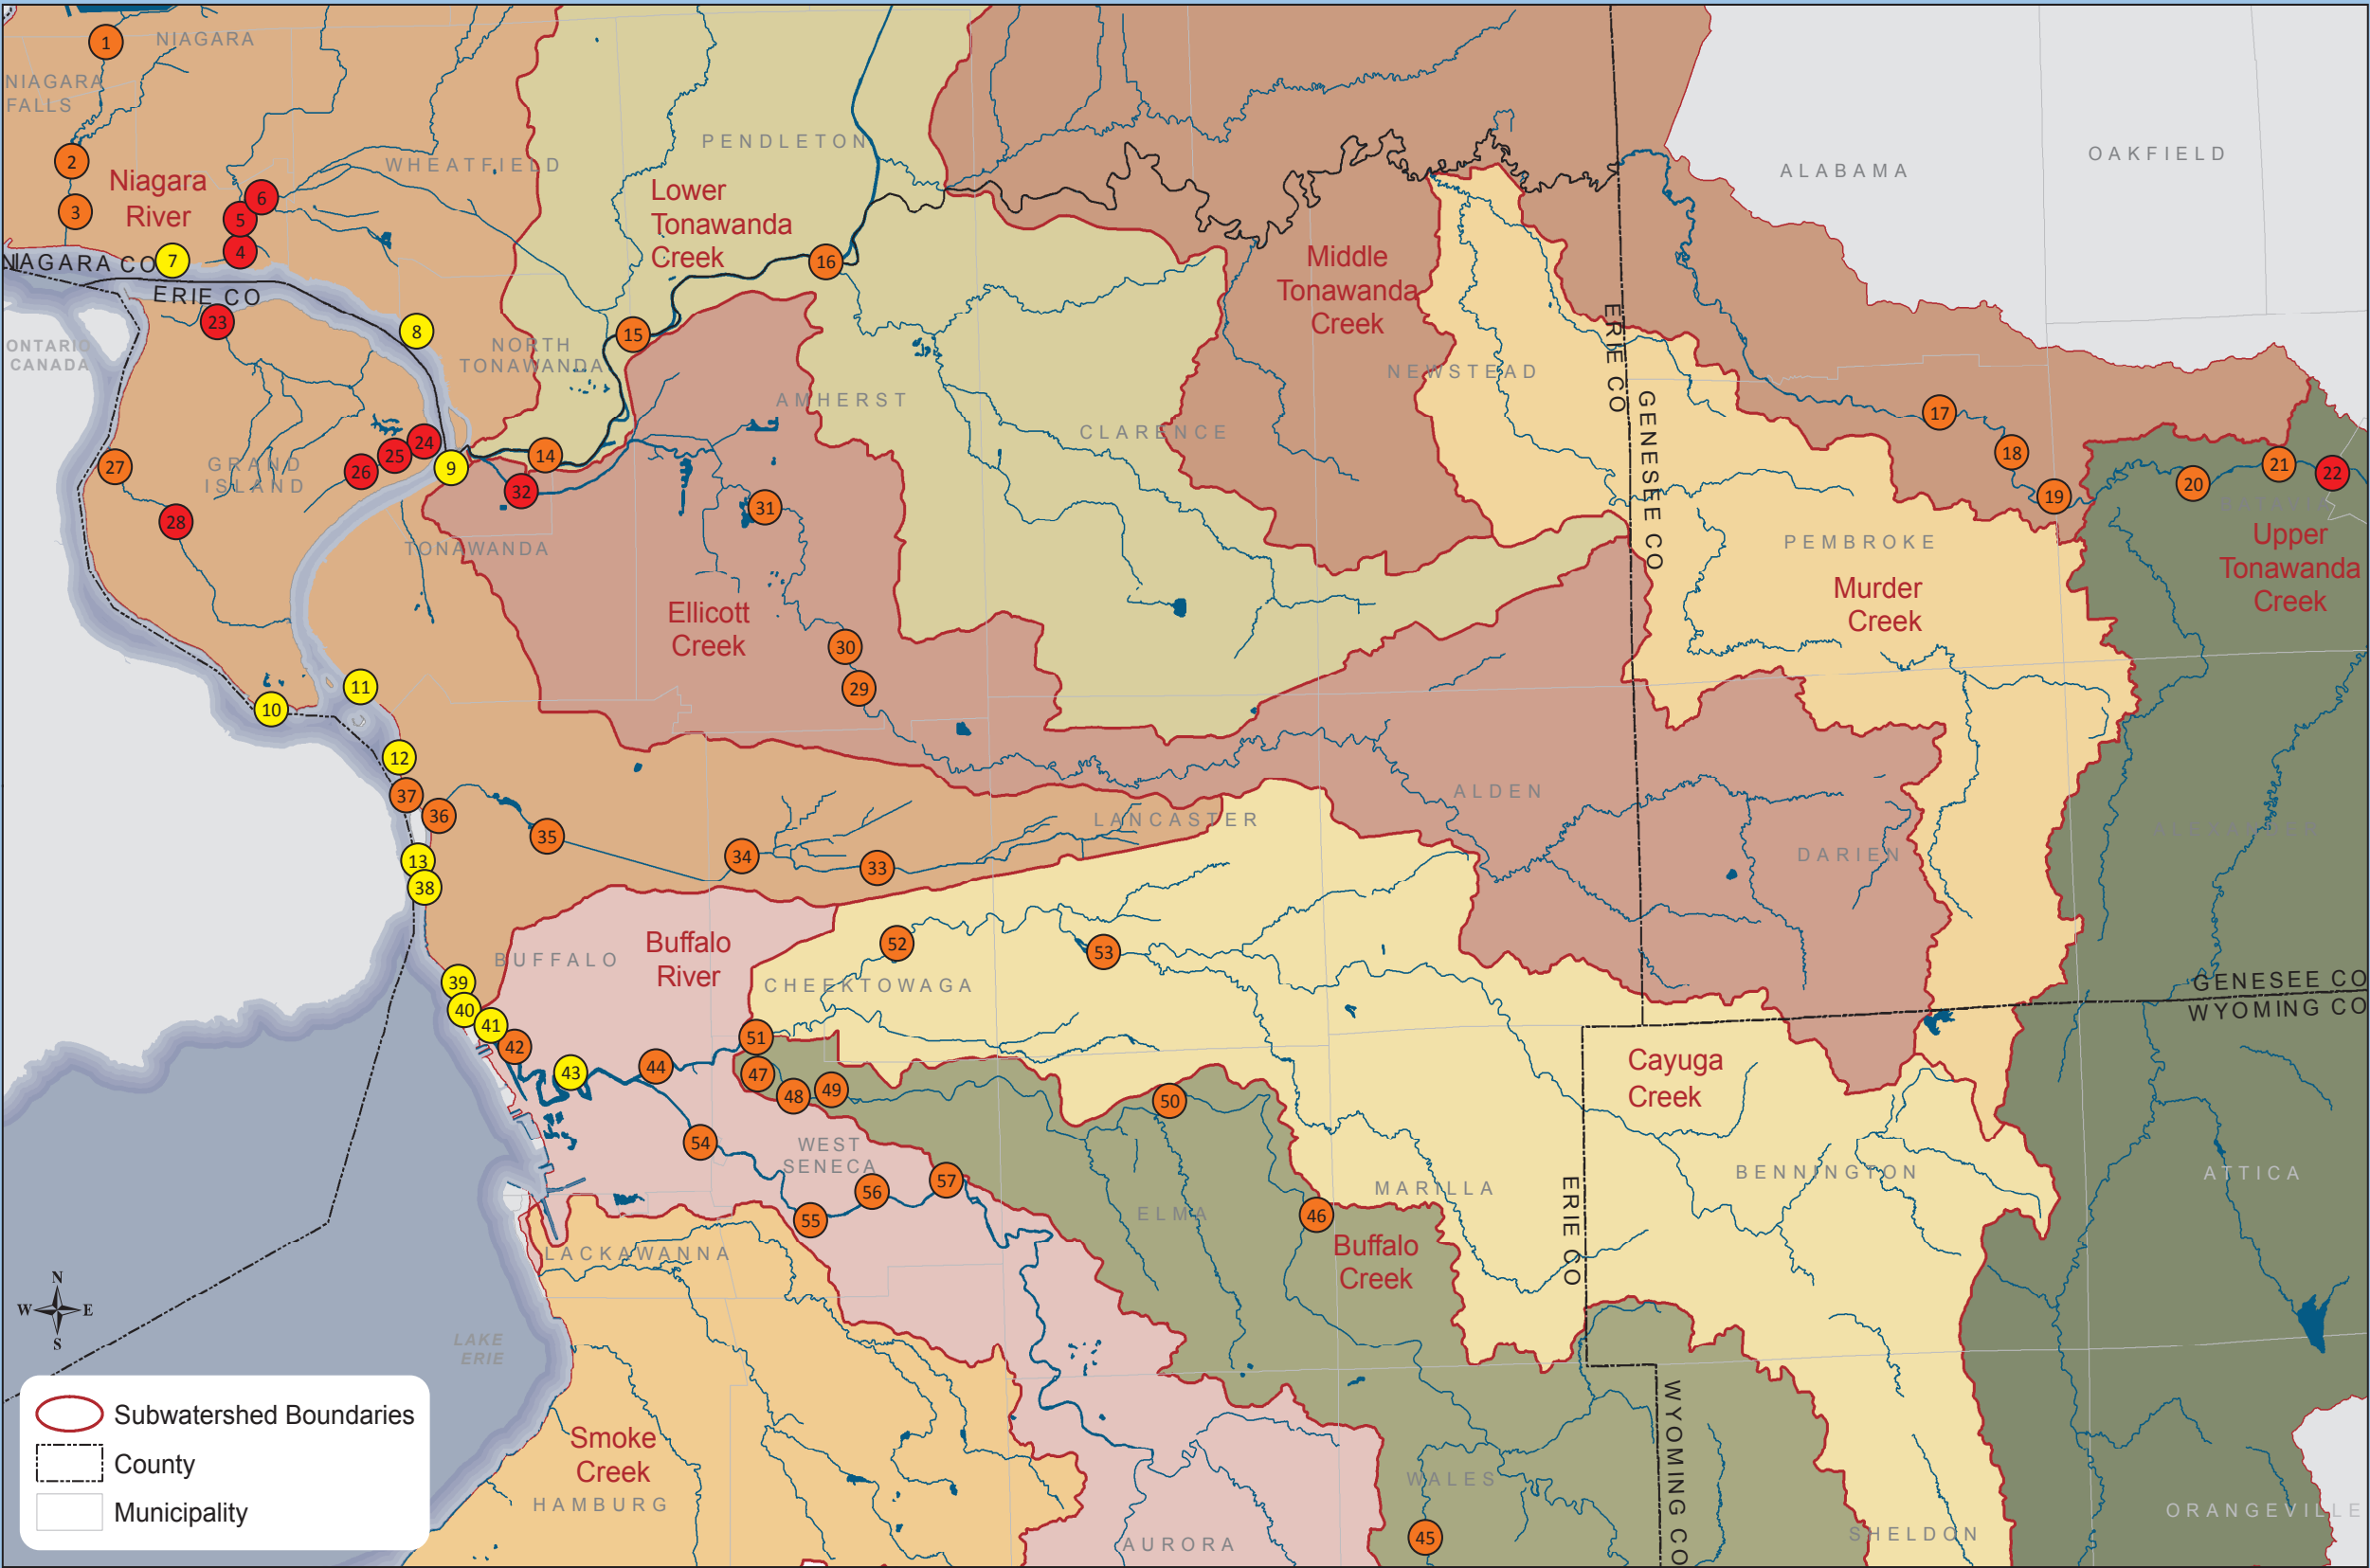 1
NIAGARA
NIAGARA
FALLS
PENDLETON
2
WHEATFIELD
OAKFIELD
ALABAMA
Niagara
River
3
6
5
4
Lower
Tonawanda
Creek
16
NIAGARA CO
7
ERIE CO
23
8
15
Middle
Tonawanda
Creek
ERIE CO
GENESEE CO
ONTARIO
CANADA
NORTH
TONAWANDA
NEWSTEAD
AMHERST
CLARENCE
17
18
19
20
21
22
24
25
26
9
14
32
31
27
GRAND
ISLAND
28
TONAWANDA
PEMBROKE
Upper
Tonawanda
Creek
Murder
Creek
Ellicott
Creek
30
29
11
10
12
37
36
35
34
33
13
38
LANCASTER
ALDEN
DARIEN
BUFFALO
Buffalo
River
52
53
CHEEKTOWAGA
39
40
41
42
43
44
51
47
48
49
50
GENESEE CO
WYOMING CO
Cayuga
Creek
54
WEST
SENECA
55
56
57
ELMA
MARILLA
46
Buffalo
Creek
ERIE CO
BENNINGTON
ATTICA
LACKAWANNA
N
W
E
S
LAKE
ERIE
Smoke
Creek
HAMBURG
WYOMING CO
WALES
45
AURORA
SHELDON
ORANGEVILLE
Subwatershed Boundaries
County
Municipality